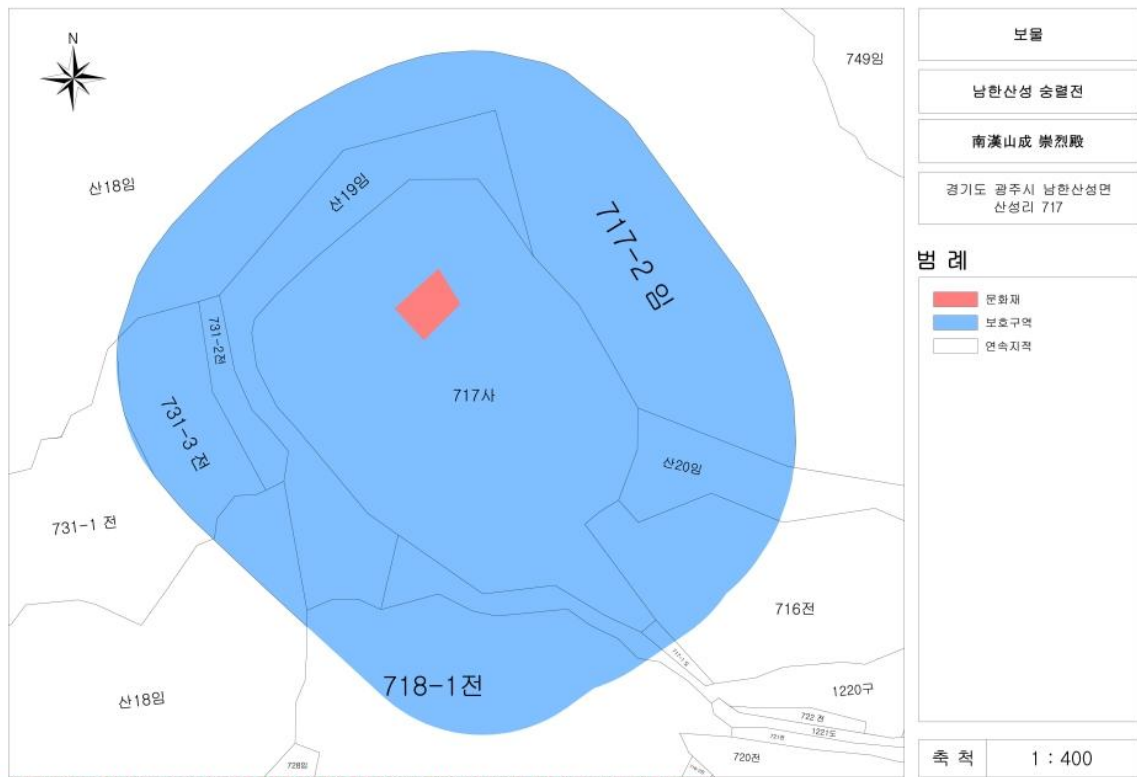 N
749임
산18임
산19임
717-2 임
731-2전
717사
731-3 전
산20임
731-1 전
716전
718-1전
산18임
1220구
722 전
1221도
720전
728임
보물
남한산성 숭렬전
南漢山成 崇烈殿
경기도 광주시 남한산성면
산성리 717
범 례
문화재
보호구역
연속지적
축 척
1 : 400